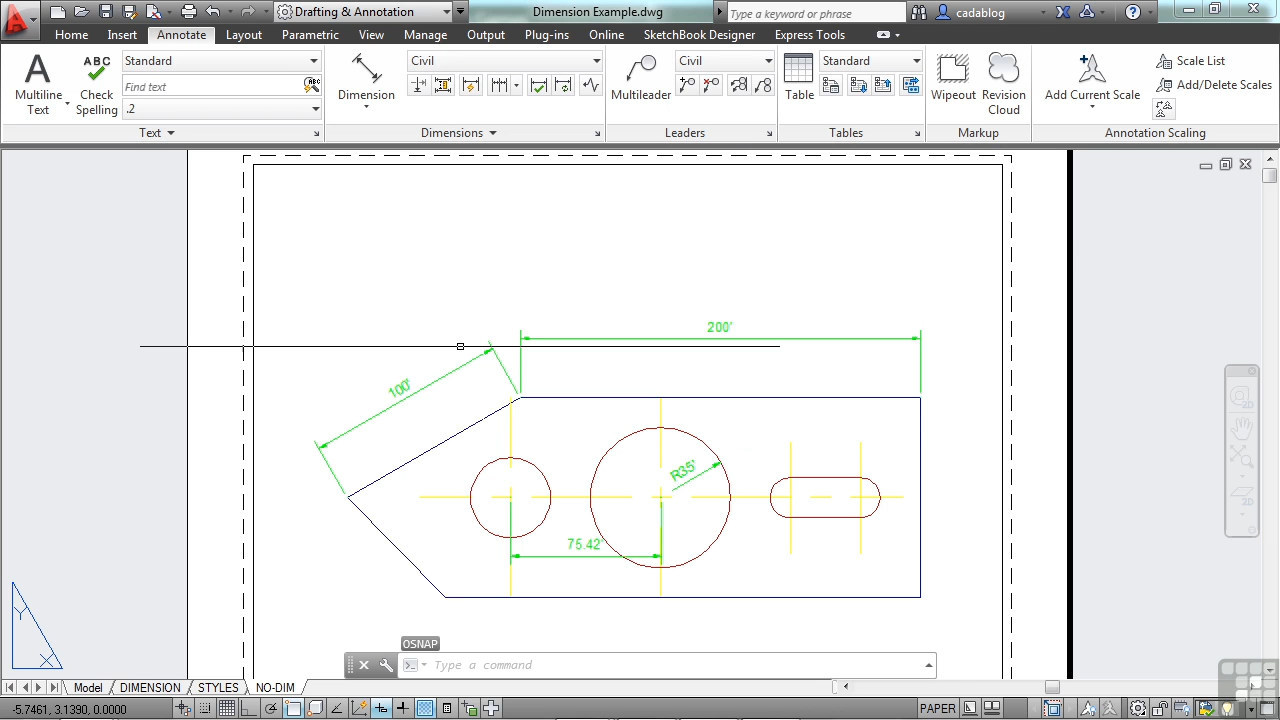 Drafting & Annotation
Dimension Example.dwg
Type a keyword or phrase
cadablog
Home Insert Annotate Layout Parametric View Manage Output Plug-ins Online SketchBook Designer Express Tools
Multiline Text
ABC Check Spelling
Standard
Find text
.2
Dimension
Civil
Multileader
Civil
Table
Standard
Wipeout
Revision Cloud
Add Current Scale
Scale List
Add/Delete Scales
Text Dimensions Leaders Tables Markup Annotation Scaling
200'
100'
R35'
75.42'
Y
X
OSNAP
Type a command
Model DIMENSION STYLES NO-DIM
-5.7461, 3.1390, 0.0000
PAPER
2D
2D